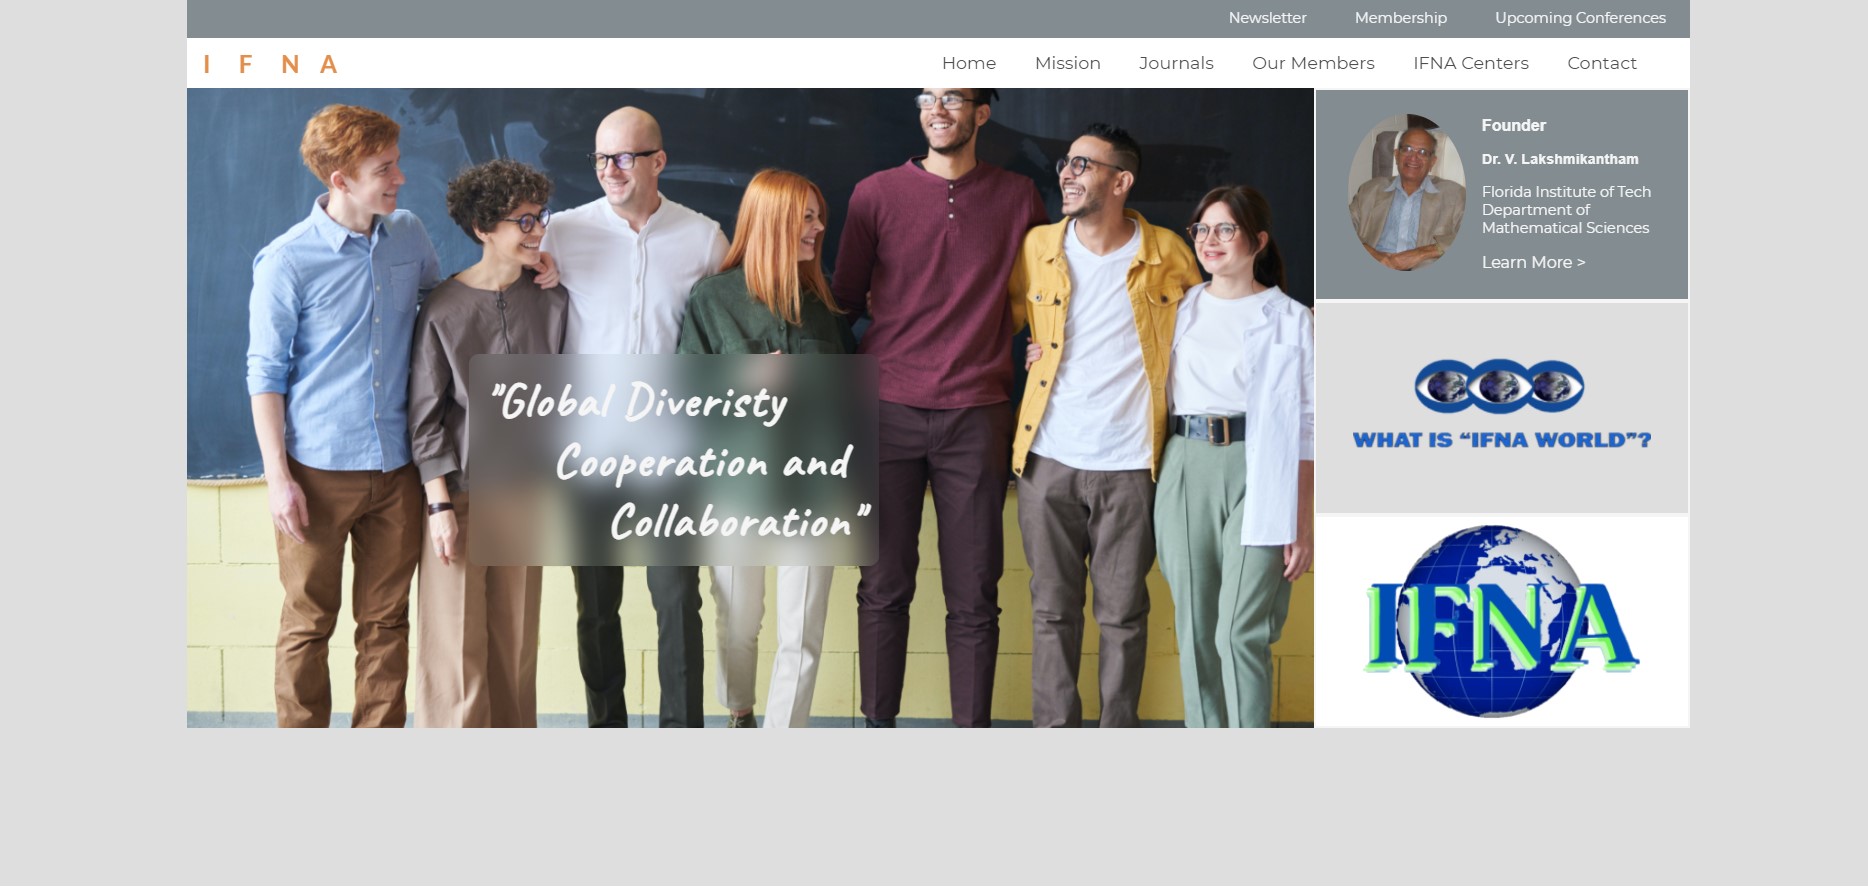 Newsletter Membership Upcoming Conferences
I F N A
Home Mission Journals Our Members IFNA Centers Contact
"Global Diveristy
Cooperation and
Collaboration"
Founder
Dr. V. Lakshmikantham
Florida Institute of Tech
Department of
Mathematical Sciences
Learn More >
WHAT IS “IFNA WORLD”?
IFNA